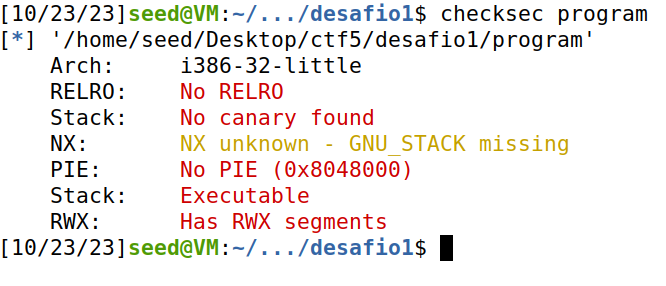 [10/23/23]seed@VM:~/.../desafio1$ checksec program
[*] '/home/seed/Desktop/ctf5/desafio1/program'
    Arch:     i386-32-little
    RELRO:    No RELRO
    Stack:    No canary found
    NX:       NX unknown - GNU_STACK missing
    PIE:      No PIE (0x8048000)
    Stack:    Executable
    RWX:      Has RWX segments
[10/23/23]seed@VM:~/.../desafio1$